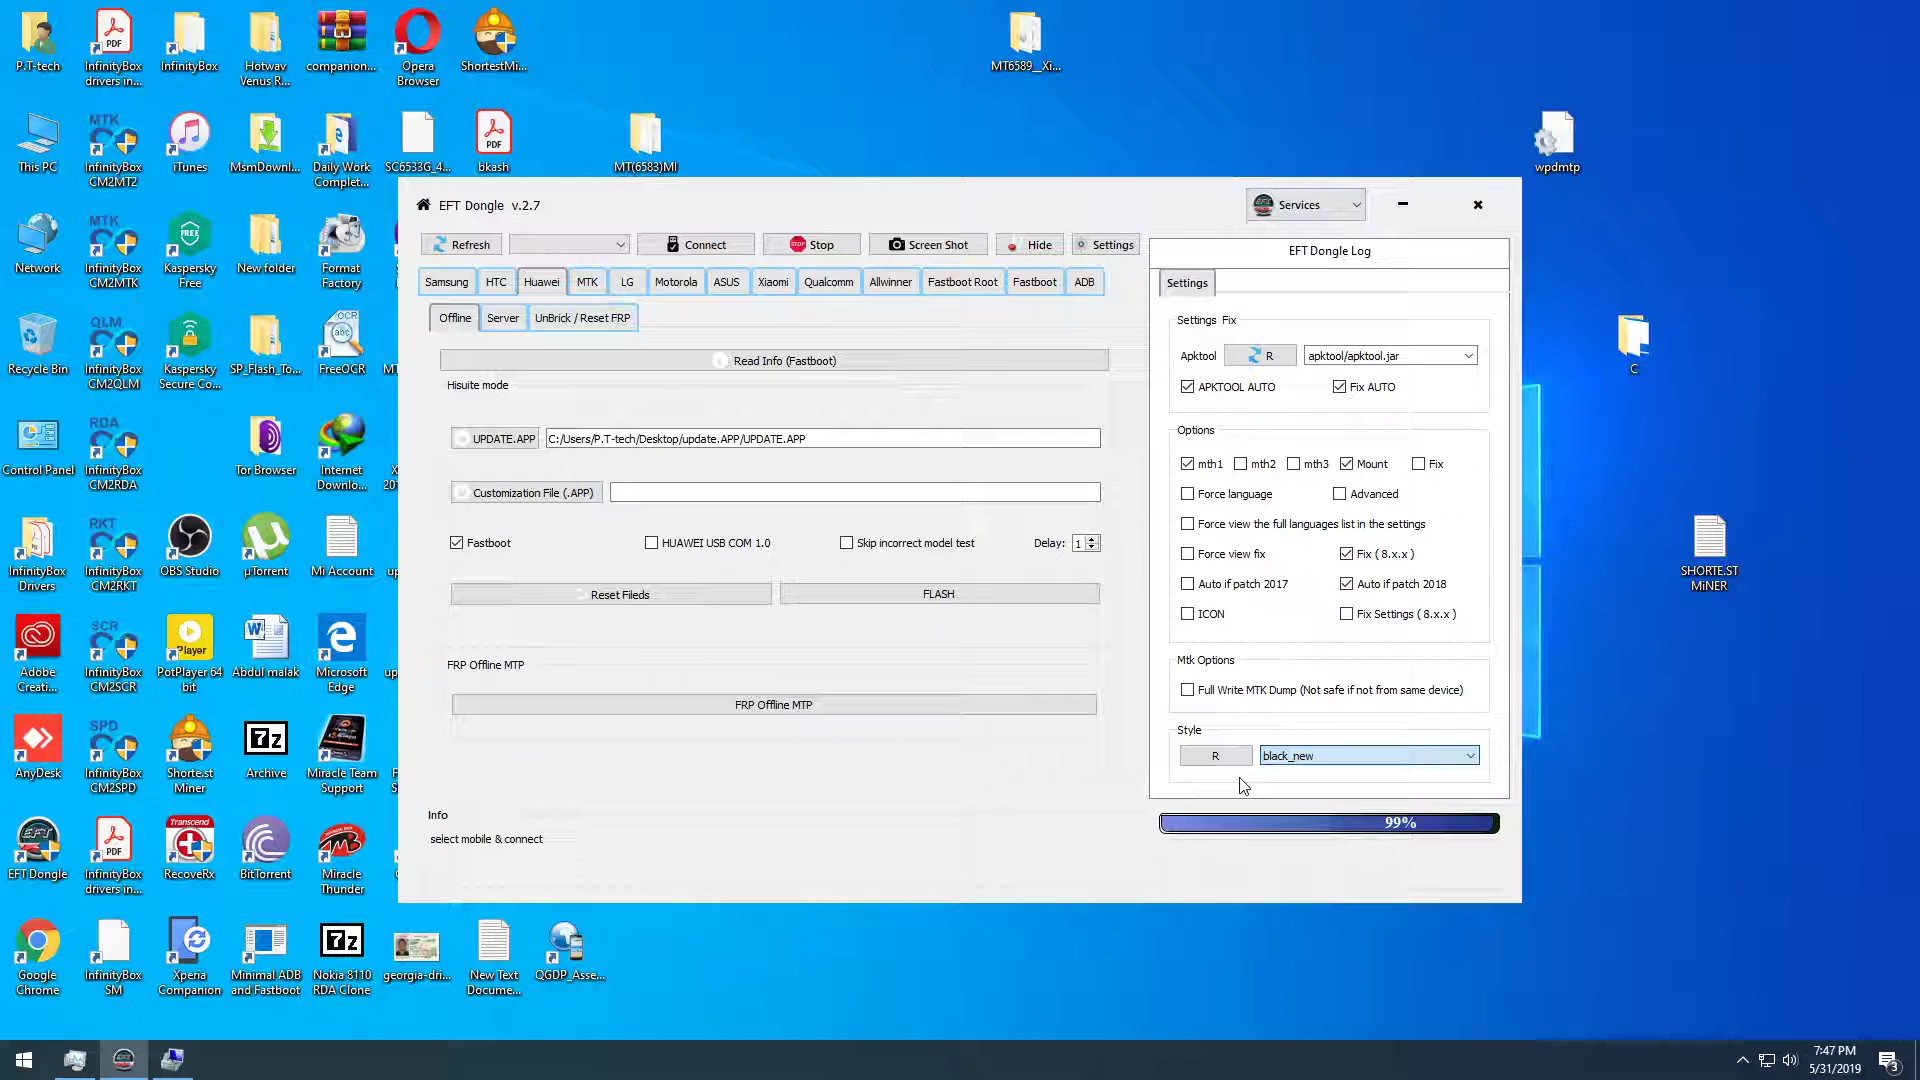 P.T-tech
InfinityBox
drivers in...
InfinityBox
Hotwav
Venus R...
companion...
Opera
Browser
ShortestMi...
MT6589__Xi...
This PC
InfinityBox
CM2MT2
iTunes
MsmDownl...
Daily Work
Complet...
SC6533G_4...
bkash
MT(6583)MI
wpdmtp
Network
InfinityBox
CM2MTK
Kaspersky
Free
New folder
Format
Factory
Recycle Bin
InfinityBox
CM2QLM
Kaspersky
Secure Co...
SP_Flash_To...
FreeOCR
C
Control Panel
InfinityBox
CM2RDA
Tor Browser
Internet
Downlo...
InfinityBox
Drivers
InfinityBox
CM2RKT
OBS Studio
µTorrent
Mi Account
SHORTE.ST
MiNER
Adobe
Creati...
InfinityBox
CM2SCR
PotPlayer 64
bit
Abdul malak
Microsoft
Edge
AnyDesk
InfinityBox
CM2SPD
Shorte.st
Miner
Archive
Miracle Team
Support
EFT Dongle
InfinityBox
drivers in...
RecoveRx
BitTorrent
Miracle
Thunder
Google
Chrome
InfinityBox
SM
Xperia
Companion
Minimal ADB
and Fastboot
Nokia 8110
RDA Clone
georgia-dri...
New Text
Docume...
QGDP_Asse...
EFT Dongle v.2.7
Services
Refresh
Connect
Stop
Screen Shot
Hide
Settings
Samsung
HTC
Huawei
MTK
LG
Motorola
ASUS
Xiaomi
Qualcomm
Allwinner
Fastboot Root
Fastboot
ADB
Offline
Server
UnBrick / Reset FRP
Read Info (Fastboot)
Hisuite mode
UPDATE.APP
C:/Users/P.T-tech/Desktop/update.APP/UPDATE.APP
Customization File (.APP)
Fastboot
HUAWEI USB COM 1.0
Skip incorrect model test
Delay: 1
Reset Fileds
FLASH
FRP Offline MTP
FRP Offline MTP
Info
select mobile & connect
EFT Dongle Log
Settings
Settings Fix
Apktool
R
apktool/apktool.jar
APKTOOL AUTO
Fix AUTO
Options
mth1
mth2
mth3
Mount
Fix
Force language
Advanced
Force view the full languages list in the settings
Force view fix
Fix ( 8.x.x )
Auto if patch 2017
Auto if patch 2018
ICON
Fix Settings ( 8.x.x )
Mtk Options
Full Write MTK Dump (Not safe if not from same device)
Style
R
black_new
99%
7:47 PM
5/31/2019
3